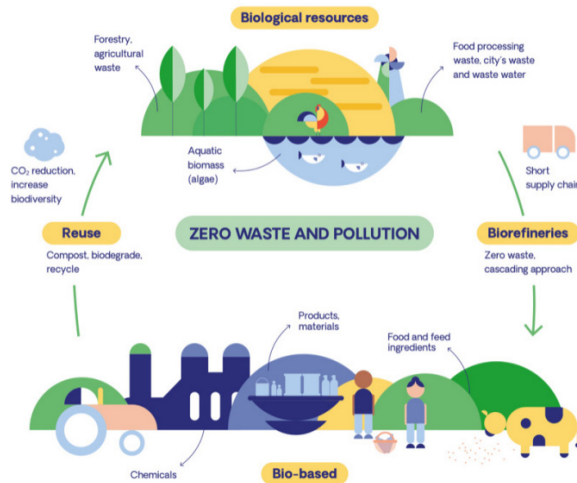 Biological resources
Forestry,
agricultural
waste
Food processing
waste, city's waste
and waste water
Aquatic
biomass
(algae)
CO₂ reduction,
increase
biodiversity
Short
supply chain
Reuse
Compost, biodegrade,
recycle
ZERO WASTE AND POLLUTION
Biorefineries
Zero waste,
cascading approach
Products,
materials
Food and feed
ingredients
Chemicals
Bio-based